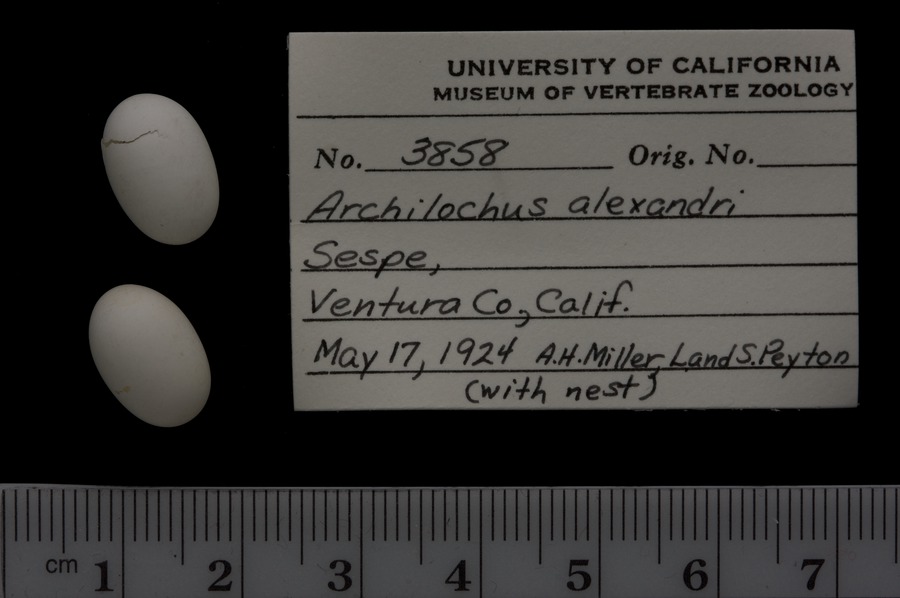 UNIVERSITY OF CALIFORNIA
MUSEUM OF VERTEBRATE ZOOLOGY
No. 3858 Orig. No.
Archilochus alexandri
Sespe,
Ventura Co, Calif.
May 17, 1924 A.H. Miller, L and S. Peyton
(with nest)
cm 1 2 3 4 5 6 7